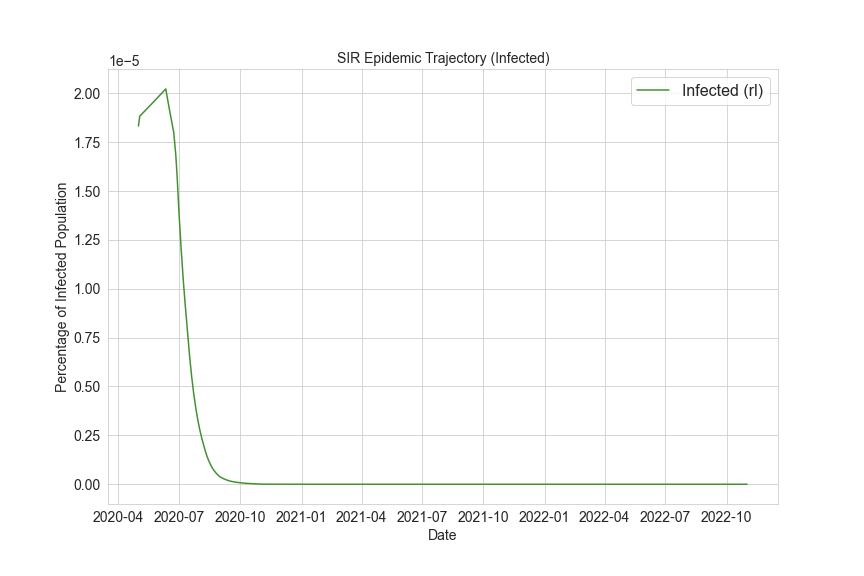 SIR Epidemic Trajectory (Infected)
1e−5
Infected (rl)
2.00
1.75
1.50
1.25
1.00
0.75
0.50
0.25
0.00
Percentage of Infected Population
2020-04 2020-07 2020-10 2021-01 2021-04 2021-07 2021-10 2022-01 2022-04 2022-07 2022-10
Date